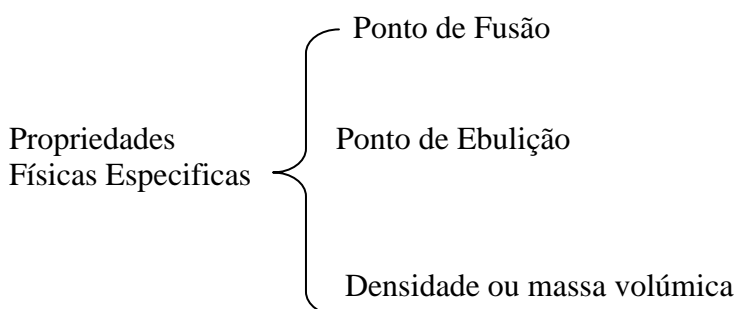 Ponto de Fusão
Propriedades
Físicas Especificas
Ponto de Ebulição
Densidade ou massa volúmica